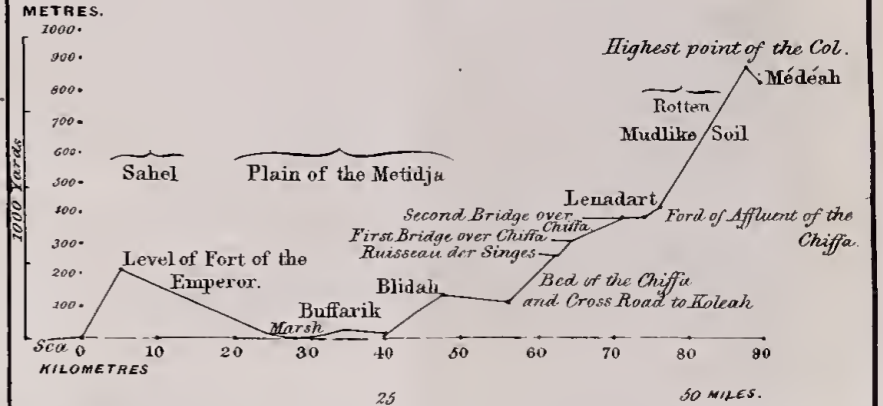 METRES.
1000
900
800
700
600
500
400
300
200
100
1000 Yards
Highest point of the Col.
Médéah
Rotten
Mudlike Soil
Sahel
Plain of the Metidja
Lenadart
Second Bridge over
Chiffa
Ford of Affluent of the
Chiffa.
First Bridge over Chiffa
Ruisseau der Singes
Level of Fort of the
Emperor.
Blidah
Bed of the Chiffa
and Cross Road to Koleah
Buffarik
Marsh
Sea 0 10 20 30 40 50 60 70 80 90
KILOMETRES
25 50 MILES.